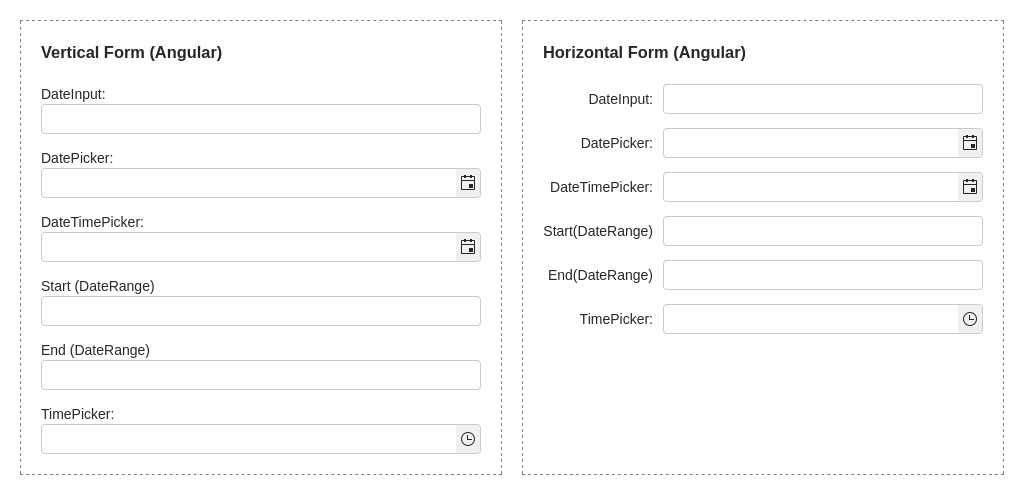 Vertical Form (Angular)
DateInput:
DatePicker:
DateTimePicker:
Start (DateRange)
End (DateRange)
TimePicker:
Horizontal Form (Angular)
DateInput:
DatePicker:
DateTimePicker:
Start(DateRange)
End(DateRange)
TimePicker: